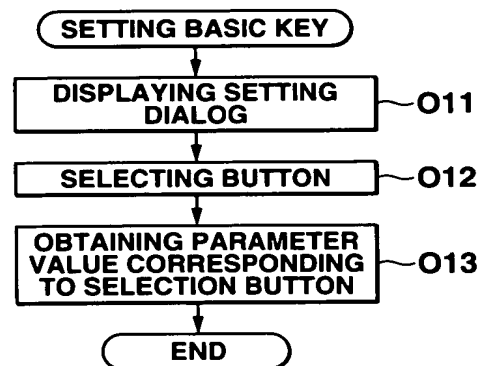 SETTING BASIC KEY
DISPLAYING SETTING
DIALOG
O11
SELECTING BUTTON
O12
OBTAINING PARAMETER
VALUE CORRESPONDING
TO SELECTION BUTTON
O13
END